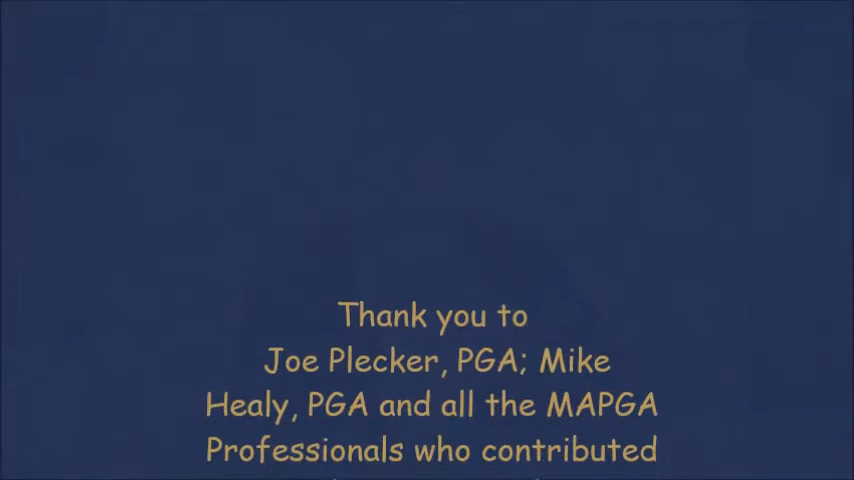 Thank you to
Joe Plecker, PGA; Mike
Healy, PGA and all the MAPGA
Professionals who contributed